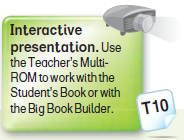 Interactive
presentation. Use
the Teacher's Multi-
ROM to work with the
Student's Book or with
the Big Book Builder.
T10